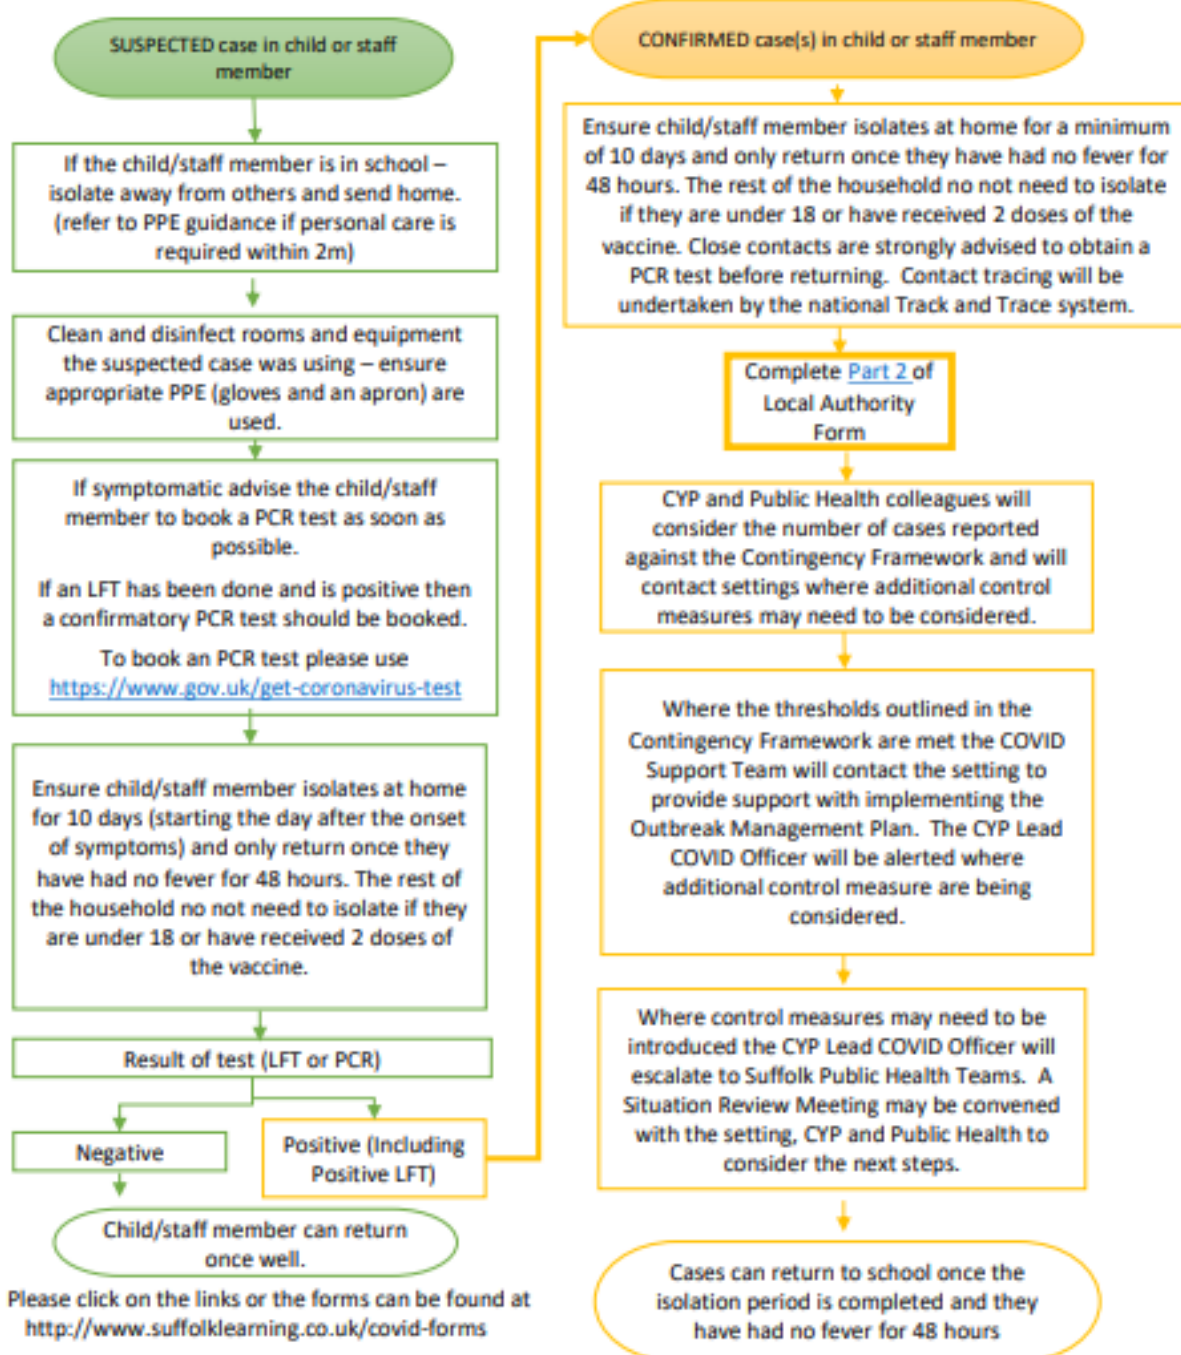 SUSPECTED case in child or staff
member
If the child/staff member is in school –
isolate away from others and send home.
(refer to PPE guidance if personal care is
required within 2m)
Clean and disinfect rooms and equipment
the suspected case was using – ensure
appropriate PPE (gloves and an apron) are
used.
If symptomatic advise the child/staff
member to book a PCR test as soon as
possible.
If an LFT has been done and is positive then
a confirmatory PCR test should be booked.
To book an PCR test please use
https://www.gov.uk/get-coronavirus-test
Ensure child/staff member isolates at home
for 10 days (starting the day after the onset
of symptoms) and only return once they
have had no fever for 48 hours. The rest of
the household no not need to isolate if they
are under 18 or have received 2 doses of
the vaccine.
Result of test (LFT or PCR)
Negative
Positive (Including
Positive LFT)
Child/staff member can return
once well.
Please click on the links or the forms can be found at
http://www.suffolklearning.co.uk/covid-forms
CONFIRMED case(s) in child or staff member
Ensure child/staff member isolates at home for a minimum
of 10 days and only return once they have had no fever for
48 hours. The rest of the household no not need to isolate
if they are under 18 or have received 2 doses of the
vaccine. Close contacts are strongly advised to obtain a
PCR test before returning. Contact tracing will be
undertaken by the national Track and Trace system.
Complete Part 2 of
Local Authority
Form
CYP and Public Health colleagues will
consider the number of cases reported
against the Contingency Framework and will
contact settings where additional control
measures may need to be considered.
Where the thresholds outlined in the
Contingency Framework are met the COVID
Support Team will contact the setting to
provide support with implementing the
Outbreak Management Plan. The CYP Lead
COVID Officer will be alerted where
additional control measure are being
considered.
Where control measures may need to be
introduced the CYP Lead COVID Officer will
escalate to Suffolk Public Health Teams. A
Situation Review Meeting may be convened
with the setting, CYP and Public Health to
consider the next steps.
Cases can return to school once the
isolation period is completed and they
have had no fever for 48 hours